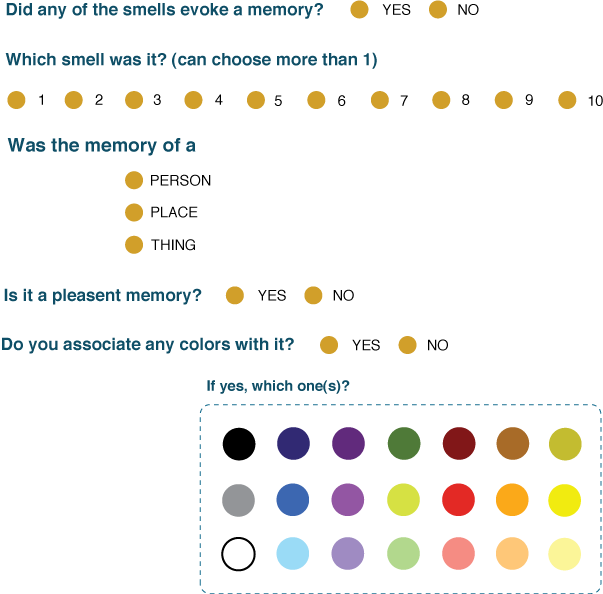 Did any of the smells evoke a memory? YES NO
Which smell was it? (can choose more than 1)
1 2 3 4 5 6 7 8 9 10
Was the memory of a
PERSON
PLACE
THING
Is it a pleasent memory? YES NO
Do you associate any colors with it? YES NO
If yes, which one(s)?